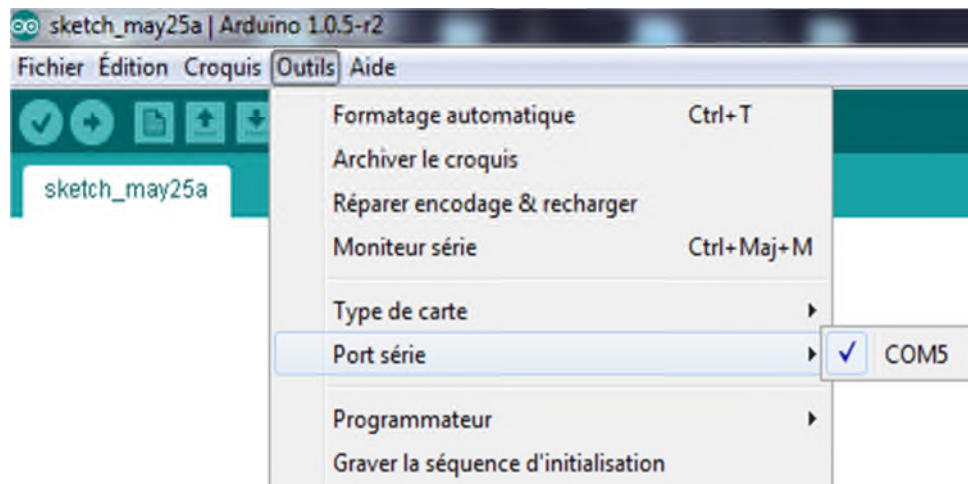 sketch_may25a | Arduino 1.0.5-r2
Fichier Édition Croquis Outils Aide
sketch_may25a
Formatage automatique Ctrl+T
Archiver le croquis
Réparer encodage & recharger
Moniteur série Ctrl+Maj+M
Type de carte
Port série
COM5
Programmateur
Graver la séquence d'initialisation